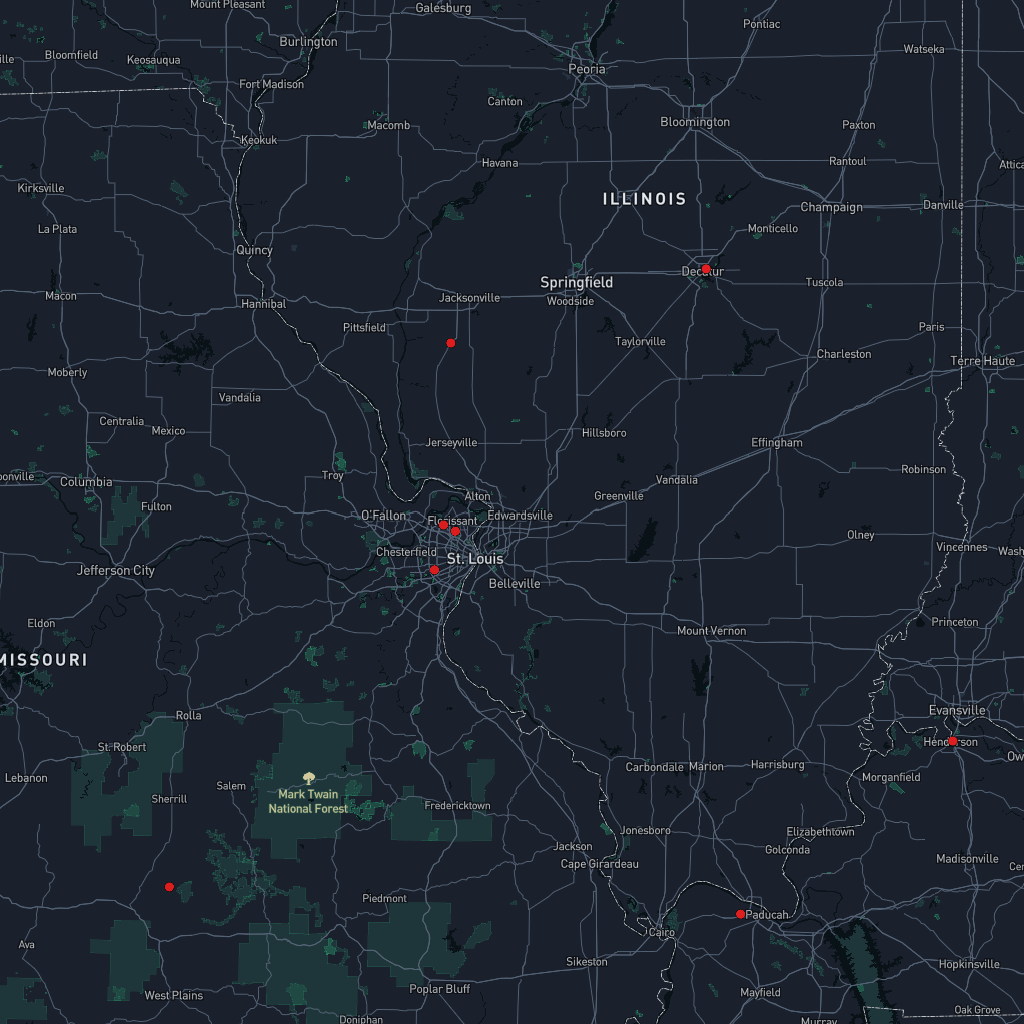 Mount Pleasant
Galesburg
Pontiac
Burlington
Watseka
Bloomfield
Keosauqua
Peoria
Fort Madison
Canton
Macomb
Bloomington
Paxton
Keokuk
Havana
Rantoul
Attica
Kirksville
ILLINOIS
Champaign
Danville
La Plata
Monticello
Quincy
Decatur
Springfield
Tuscola
Macon
Jacksonville
Woodside
Hannibal
Pittsfield
Paris
Taylorville
Charleston
Terre Haute
Moberly
Vandalia
Centralia
Mexico
Hillsboro
Jerseyville
Effingham
Robinson
Troy
Columbia
Vandalia
Alton
Greenville
Fulton
O'Fallon
Florissant
Edwardsville
Olney
Vincennes
Wash
Chesterfield
St. Louis
Jefferson City
Belleville
Eldon
Princeton
Mount Vernon
MISSOURI
Evansville
Rolla
Henderson
St. Robert
Carbondale
Marion
Harrisburg
Lebanon
Morganfield
Salem
Mark Twain
National Forest
Sherrill
Fredericktown
Jonesboro
Elizabethtown
Jackson
Golconda
Cape Girardeau
Madisonville
Piedmont
Paducah
Cairo
Ava
Sikeston
Hopkinsville
Poplar Bluff
Mayfield
West Plains
Oak Grove
Doniphan
Murray